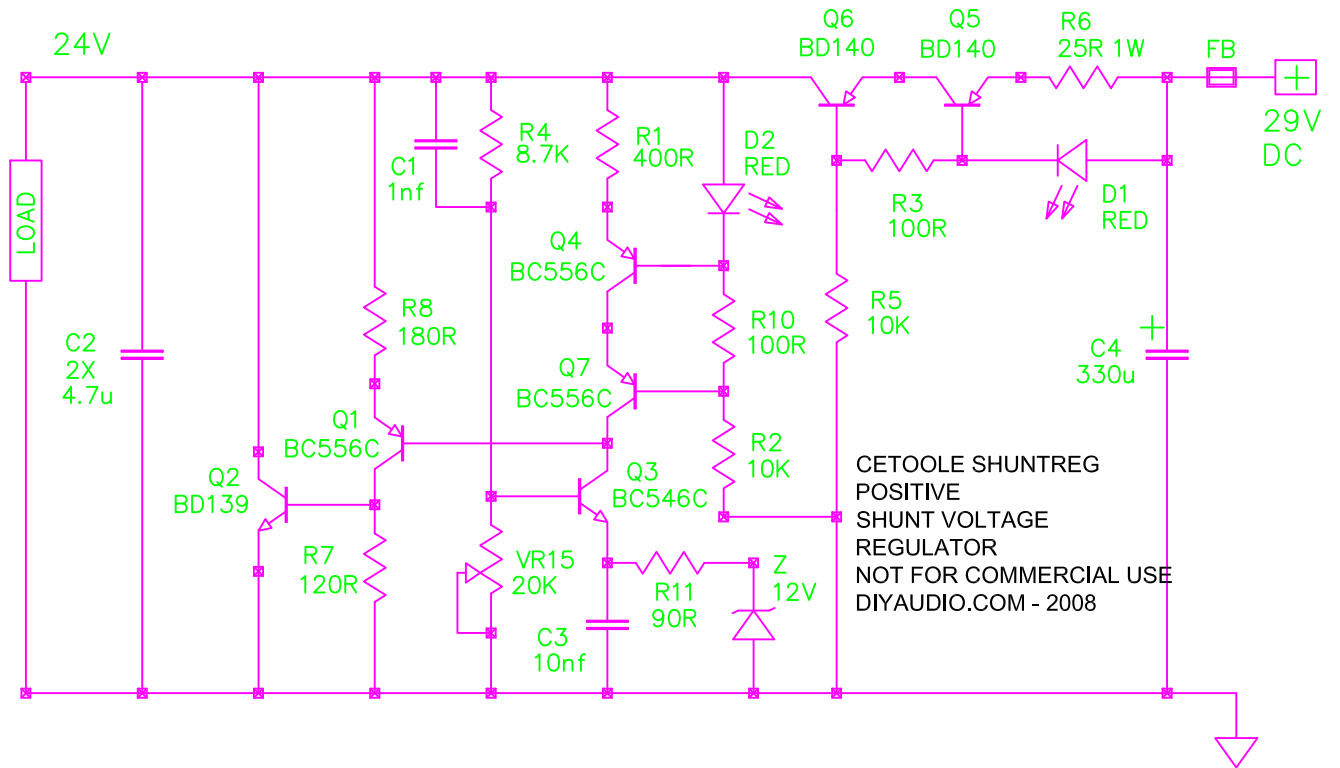 24V
Q6
BD140
Q5
BD140
R6
25R 1W
FB
+
29V
DC
LOAD
C1
1nf
R4
8.7K
R1
400R
D2
RED
R3
100R
D1
RED
Q4
BC556C
R8
180R
R10
100R
R5
10K
C2
2X
4.7u
+
C4
330u
Q7
BC556C
Q1
BC556C
R2
10K
Q2
BD139
Q3
BC546C
R7
120R
VR15
20K
R11
90R
Z
12V
C3
10nf
CETOOLE SHUNTREG
POSITIVE
SHUNT VOLTAGE
REGULATOR
NOT FOR COMMERCIAL USE
DIYAUDIO.COM - 2008